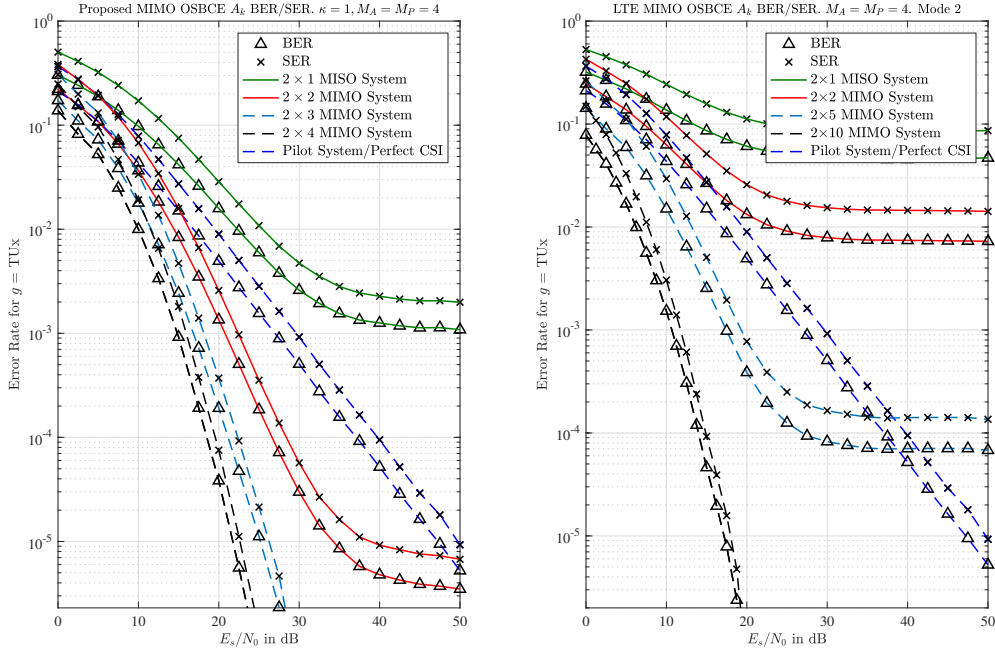 Proposed MIMO OSBCE A_k BER/SER. κ = 1, M_A = M_P = 4
10^0
10^-1
10^-2
10^-3
10^-4
10^-5
Error Rate for g = TUx
BER
SER
2 × 1 MISO System
2 × 2 MIMO System
2 × 3 MIMO System
2 × 4 MIMO System
Pilot System/Perfect CSI
0 10 20 30 40 50
E_s/N_0 in dB
LTE MIMO OSBCE A_k BER/SER. M_A = M_P = 4. Mode 2
10^0
10^-1
10^-2
10^-3
10^-4
10^-5
Error Rate for g = TUx
BER
SER
2×1 MISO System
2×2 MIMO System
2×5 MIMO System
2×10 MIMO System
Pilot System/Perfect CSI
0 10 20 30 40 50
E_s/N_0 in dB